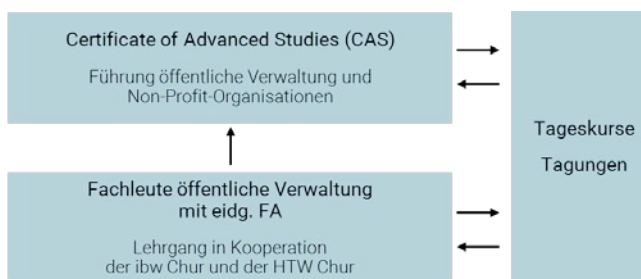 Certificate of Advanced Studies (CAS)
Führung öffentliche Verwaltung und
Non-Profit-Organisationen
Tageskurse
Tagungen
Fachleute öffentliche Verwaltung
mit eidg. FA
Lehrgang in Kooperation
der ibw Chur und der HTW Chur